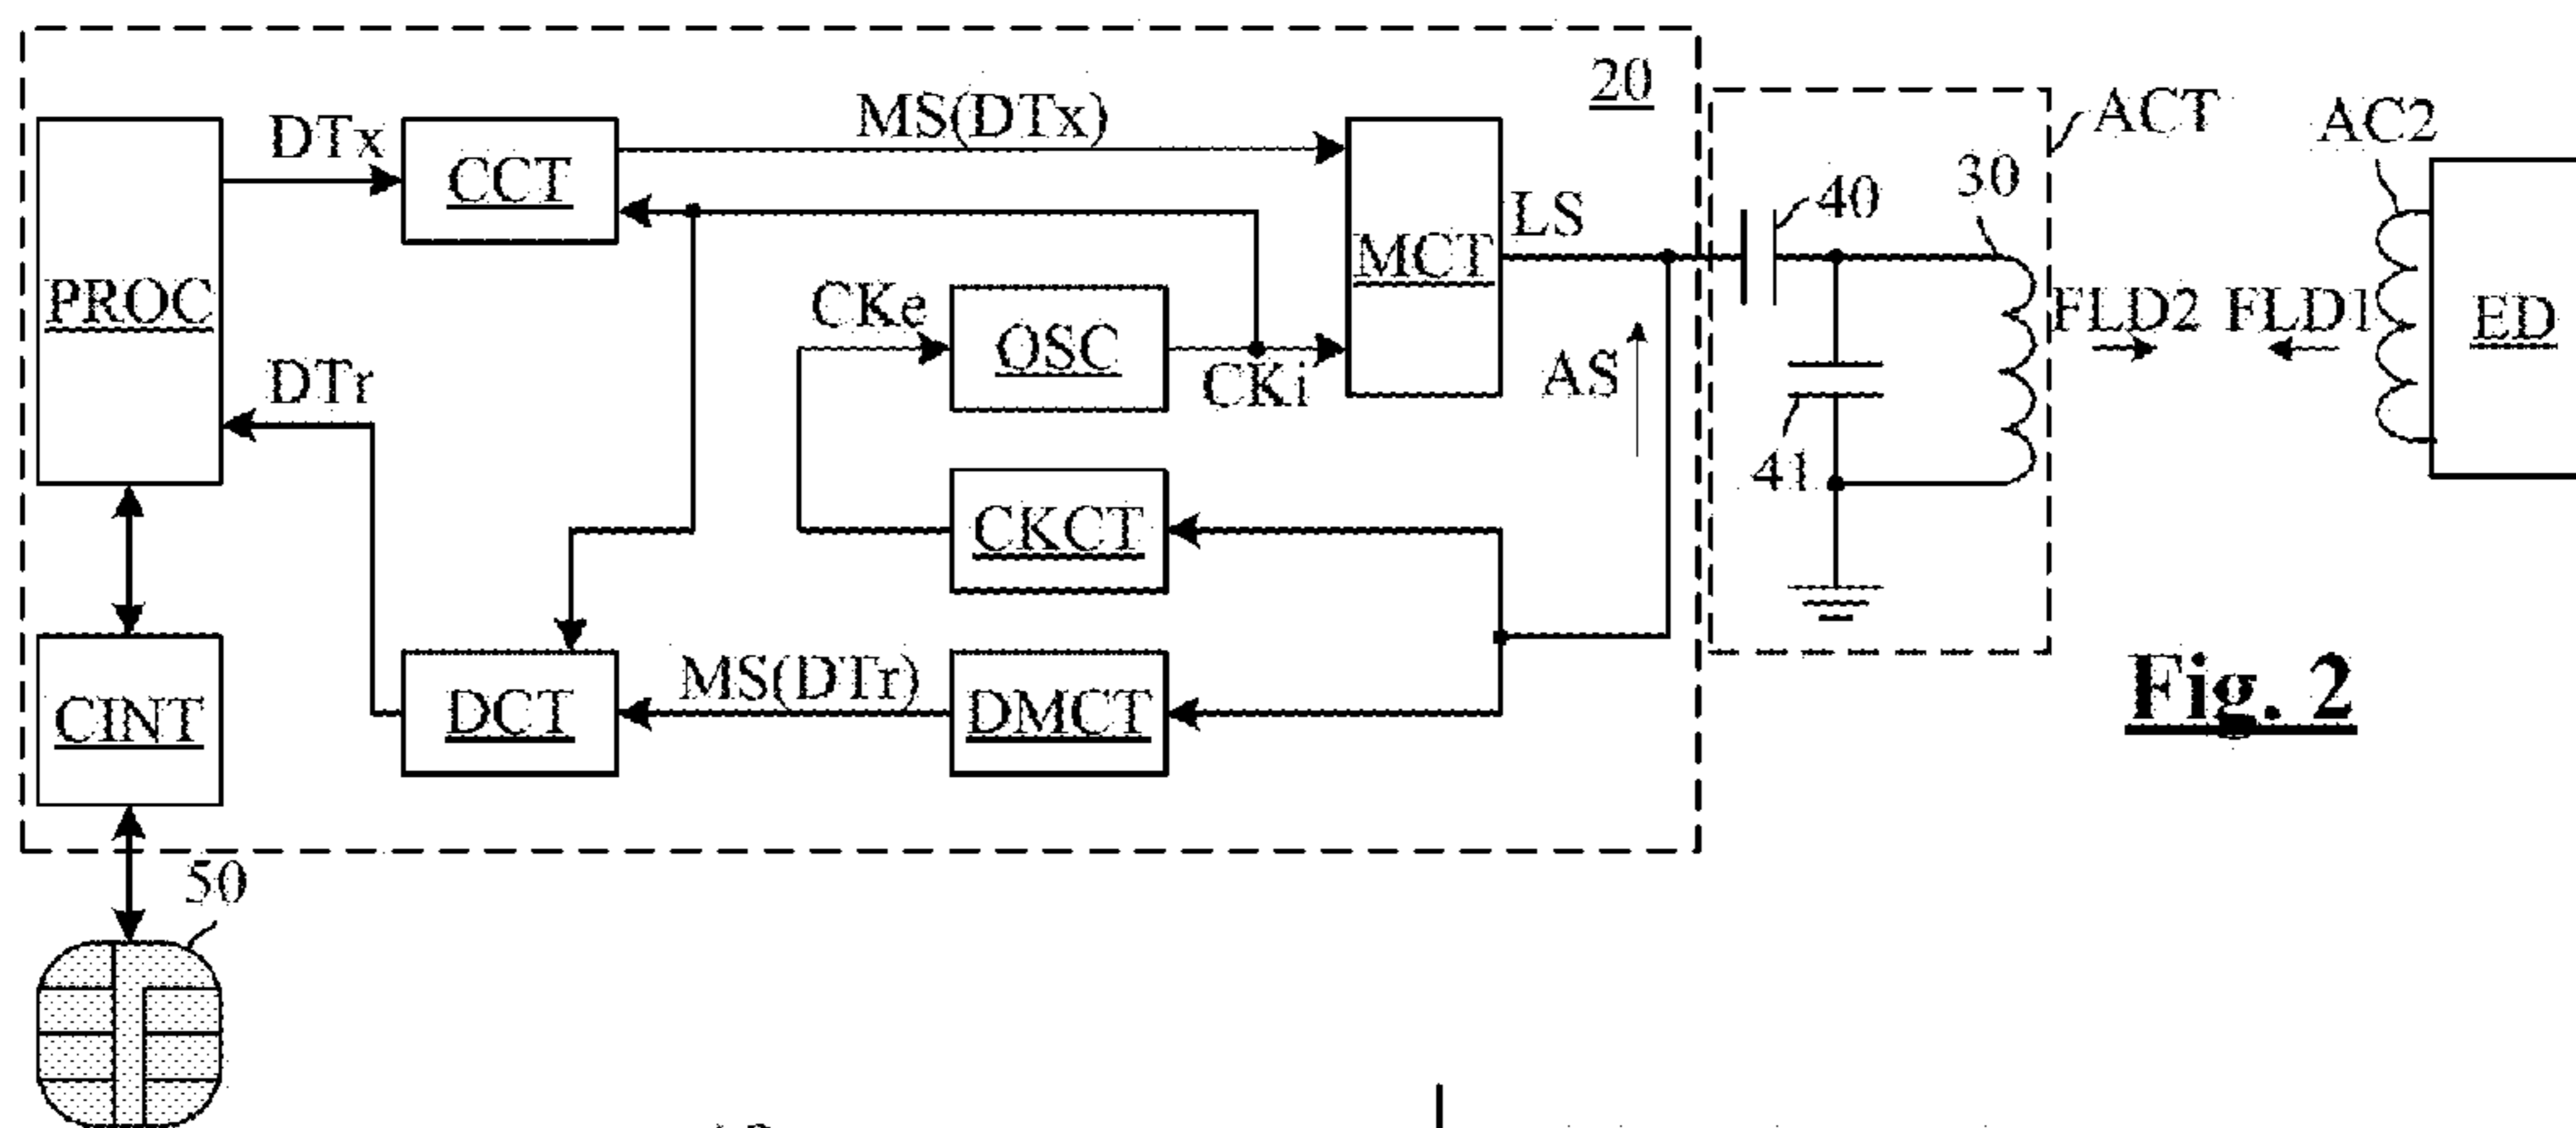 20
MS(DTx)
DTx
CCT
PROC
MCT
LS
CKe
OSC
CKi
AS
DTr
CKCT
MS(DTr)
DCT
DMCT
CINT
50
ACT
40
30
41
FLD2
FLD1
AC2
ED
Fig. 2